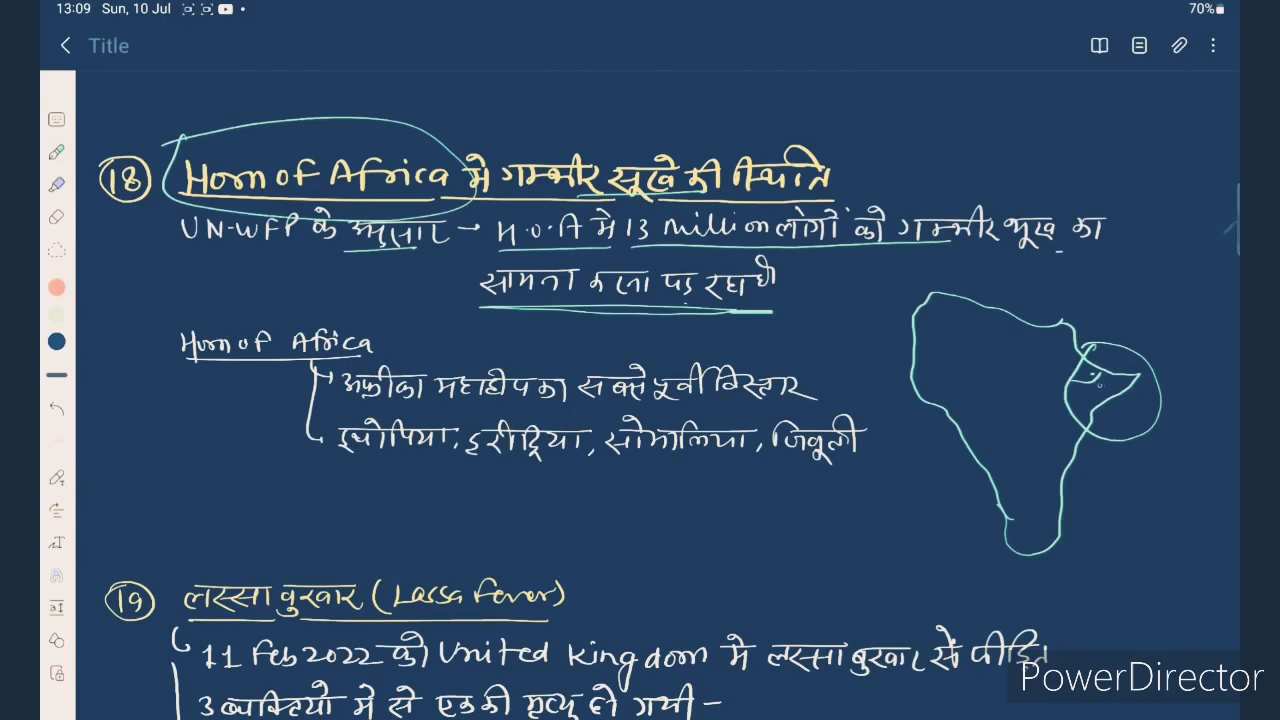 13:09 Sun, 10 Jul
70%
Title
18 Horn of Africa मे गम्भीर सूखे की स्थिति
UN-WFP के अनुसार → H.O.A मे 13 million लोगों को गम्भीर भूख का
सामना करना पड़ रहा है
Horn of Africa
अफ्रीका महाद्वीप का सबसे पूर्वी विस्तार
इथोपिया, इरीट्रिया, सोमालिया, जिबूती
19 लस्सा बुखार (Lassa Fever)
11 Feb 2022 को United Kingdom मे लस्सा बुखार से पीडित
3 व्यक्तियो मे से एक की मृत्यु हो गयी -
PowerDirector